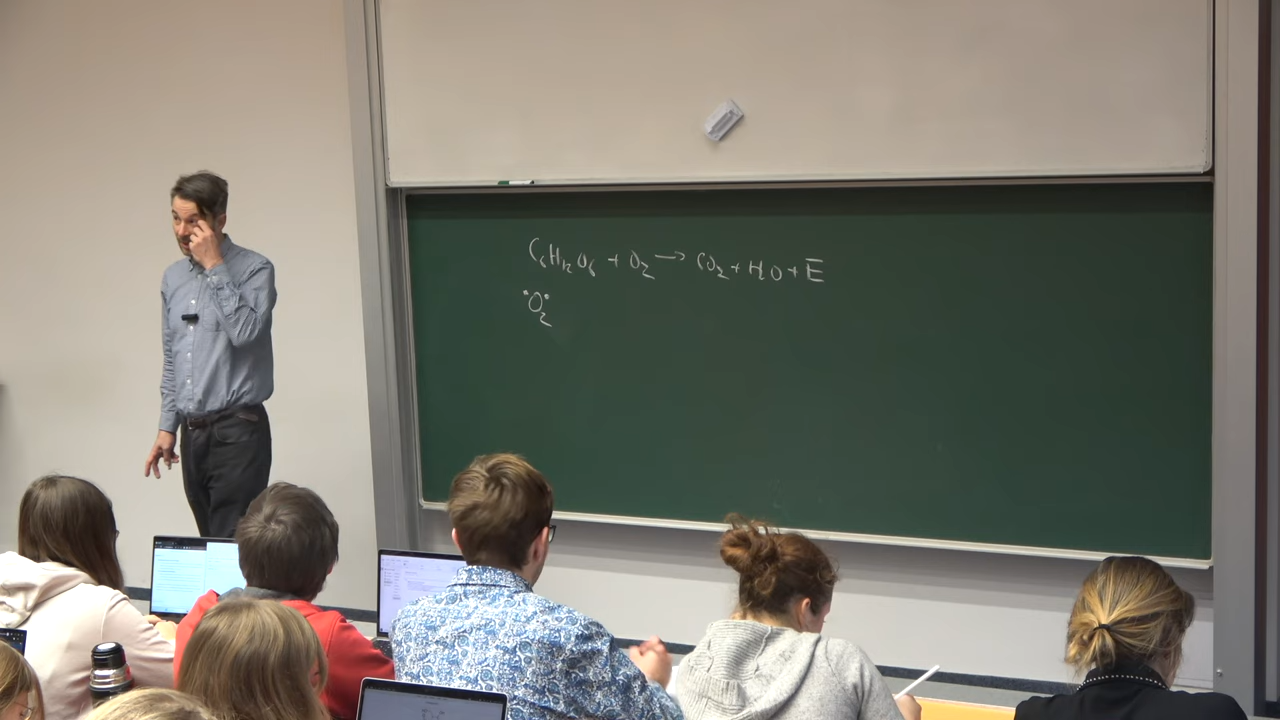 C₆H₁₂O₆ + O₂ → CO₂ + H₂O + E
"O₂"